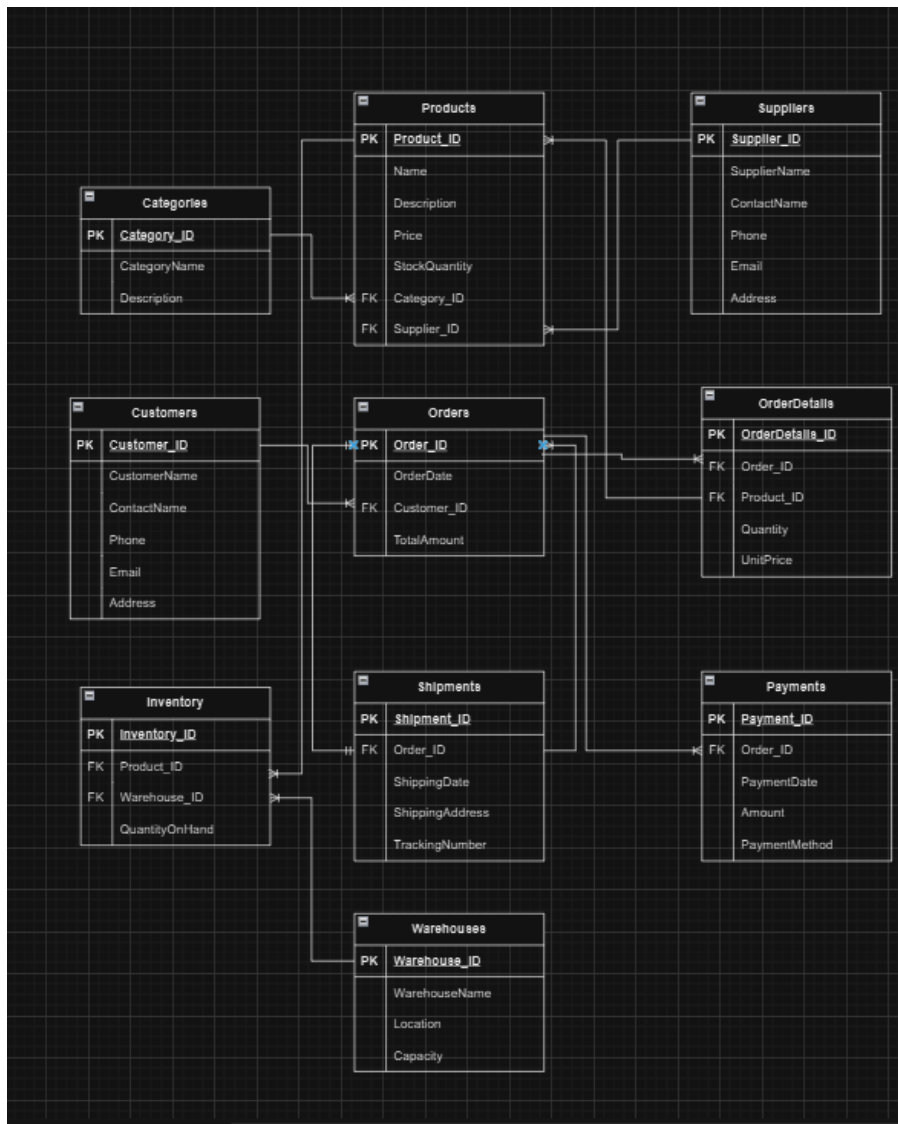 Products
PK Product_ID
Name
Description
Price
StockQuantity
FK Category_ID
FK Supplier_ID
Suppliers
PK Supplier_ID
SupplierName
ContactName
Phone
Email
Address
Categories
PK Category_ID
CategoryName
Description
Customers
PK Customer_ID
CustomerName
ContactName
Phone
Email
Address
Orders
PK Order_ID
OrderDate
FK Customer_ID
TotalAmount
OrderDetails
PK OrderDetails_ID
FK Order_ID
FK Product_ID
Quantity
UnitPrice
Inventory
PK Inventory_ID
FK Product_ID
FK Warehouse_ID
QuantityOnHand
Shipments
PK Shipment_ID
FK Order_ID
ShippingDate
ShippingAddress
TrackingNumber
Payments
PK Payment_ID
FK Order_ID
PaymentDate
Amount
PaymentMethod
Warehouses
PK Warehouse_ID
WarehouseName
Location
Capacity